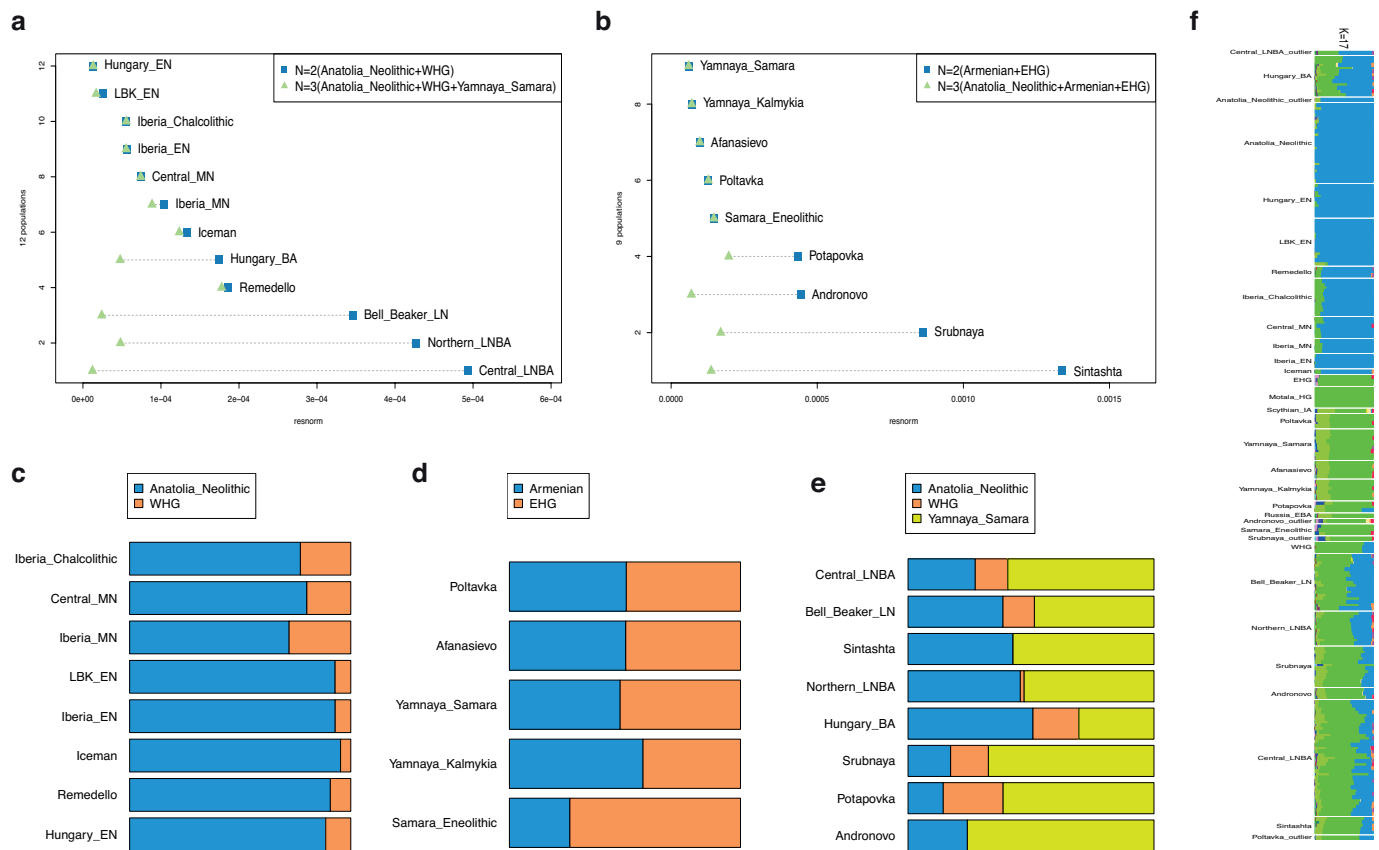 a
N=2(Anatolia_Neolithic+WHG)
N=3(Anatolia_Neolithic+WHG+Yamnaya_Samara)
Hungary_EN
LBK_EN
Iberia_Chalcolithic
Iberia_EN
Central_MN
Iberia_MN
Iceman
Hungary_BA
Remedello
Bell_Beaker_LN
Northern_LNBA
Central_LNBA
12
10
8
6
4
2
12 populations
0e+00 1e-04 2e-04 3e-04 4e-04 5e-04 6e-04
resnorm
b
N=2(Armenian+EHG)
N=3(Anatolia_Neolithic+Armenian+EHG)
Yamnaya_Samara
Yamnaya_Kalmykia
Afanasievo
Poltavka
Samara_Eneolithic
Potapovka
Andronovo
Srubnaya
Sintashta
8
6
4
2
9 populations
0.0000 0.0005 0.0010 0.0015
resnorm
c
Anatolia_Neolithic
WHG
Iberia_Chalcolithic
Central_MN
Iberia_MN
LBK_EN
Iberia_EN
Iceman
Remedello
Hungary_EN
d
Armenian
EHG
Poltavka
Afanasievo
Yamnaya_Samara
Yamnaya_Kalmykia
Samara_Eneolithic
e
Anatolia_Neolithic
WHG
Yamnaya_Samara
Central_LNBA
Bell_Beaker_LN
Sintashta
Northern_LNBA
Hungary_BA
Srubnaya
Potapovka
Andronovo
f
K=17
Central_LNBA_outlier
Hungary_BA
Anatolia_Neolithic_outlier
Anatolia_Neolithic
Hungary_EN
LBK_EN
Remedello
Iberia_Chalcolithic
Central_MN
Iberia_MN
Iberia_EN
Iceman
EHG
Motala_HG
Scythian_IA
Poltavka
Yamnaya_Samara
Afanasievo
Yamnaya_Kalmykia
Potapovka
Russia_EBA
Andronovo_outlier
Samara_Eneolithic
Srubnaya_outlier
WHG
Bell_Beaker_LN
Northern_LNBA
Srubnaya
Andronovo
Central_LNBA
Sintashta
Poltavka_outlier